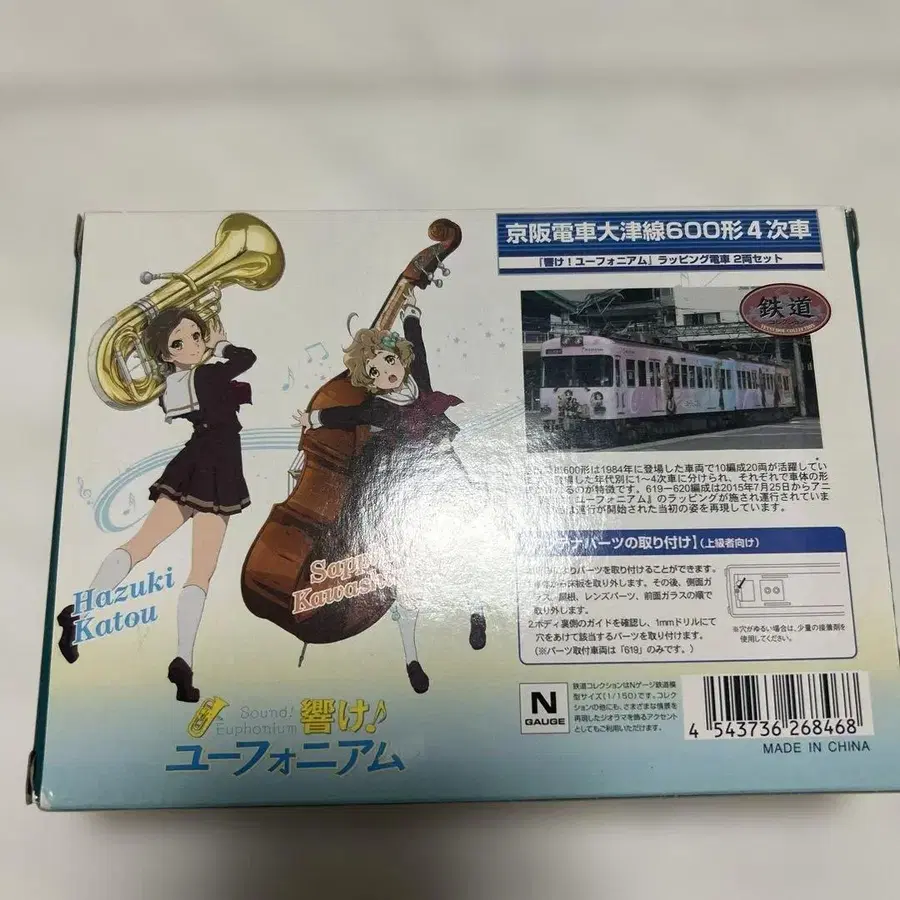 京阪電車大津線600形4次車
「響け！ユーフォニアム」ラッピング電車 2両セット
鉄道
600形は1984年に登場した車両で10編成20両が活躍してい
年代別に1〜4次車に分けられ、それぞれで車体の形
のが特徴です。619ー620編成は2015年7月25日からアニ
ユーフォニアム』のラッピングが施され運行されていま
運行が開始された当初の姿を再現しています。
パーツの取り付け】(上級者向け)
パーツを取り付けることができます。
床板を取り外します。その後、側面ガ
屋根、レンズパーツ、前面ガラスの順で
取り外します。
2.ボディ裏側のガイドを確認し、1mmドリルにて
穴をあけて該当するパーツを取り付けます。
(※パーツ取付車両は「619」のみです。)
※穴がゆるい場合は、少量の接着剤を
使用してください。
Hazuki
Katou
Sapp
Kawash
Sound!
Euphonium
響け♪
ユーフォニアム
N
GAUGE
鉄道コレクションはNゲージ鉄道模
型サイズ(1/150)です。コレク
ションの他にも、さまざまな情景を
再現したジオラマを飾るアクセント
としてもご利用いただけます。
4 543736 268468
MADE IN CHINA